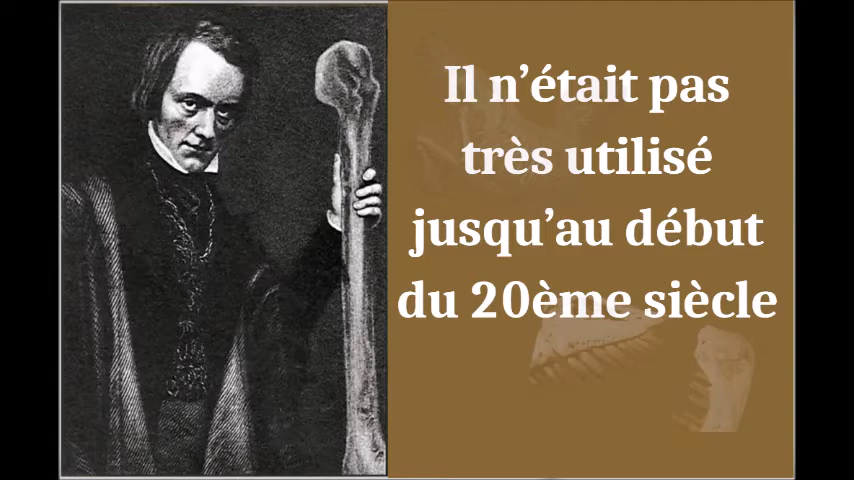 Il n’était pas
très utilisé
jusqu’au début
du 20ème siècle